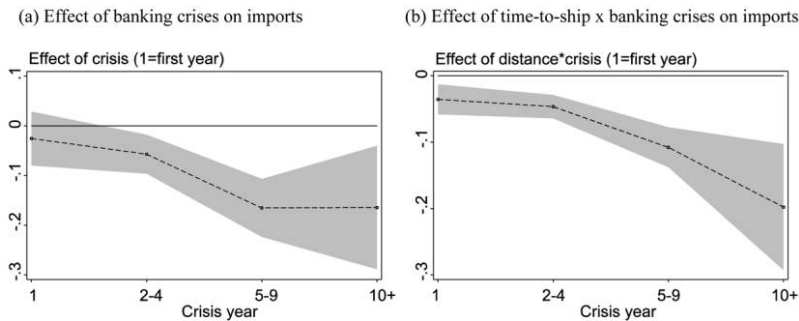 (a) Effect of banking crises on imports
Effect of crisis (1=first year)
.1
0
-.1
-.2
-.3
1 2-4 5-9 10+
Crisis year
(b) Effect of time-to-ship x banking crises on imports
Effect of distance*crisis (1=first year)
0
-.1
-.2
-.3
1 2-4 5-9 10+
Crisis year